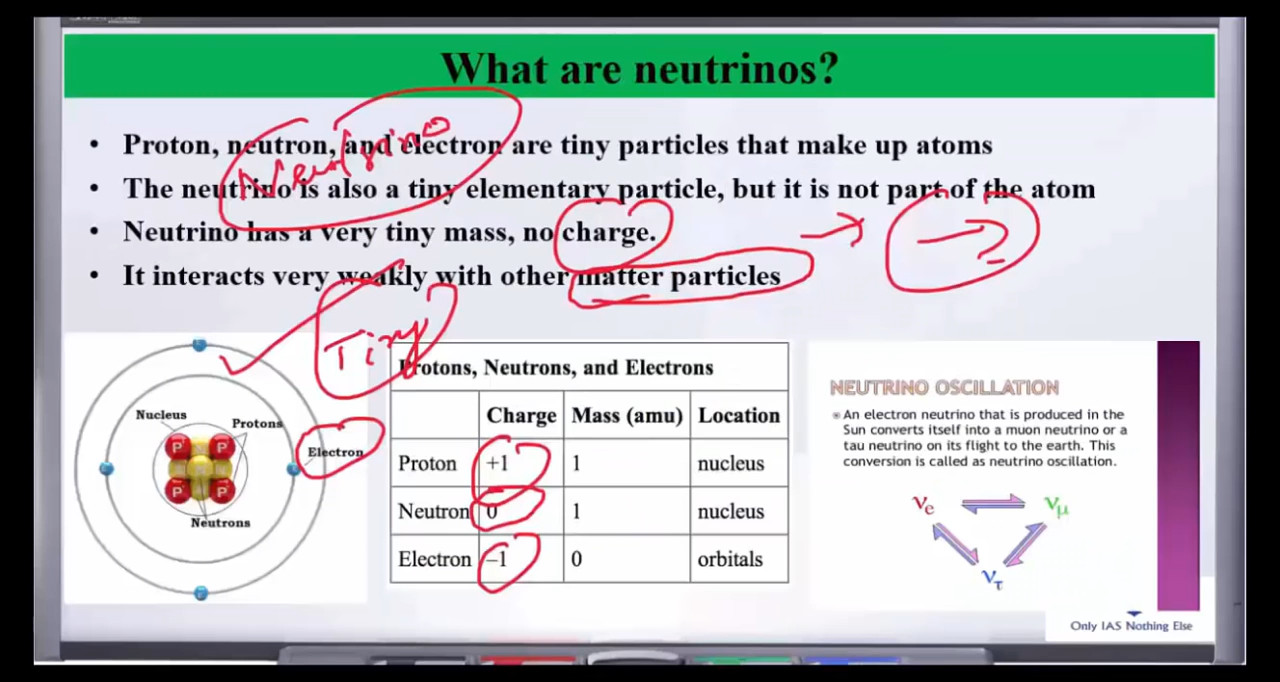 What are neutrinos?
• Proton, neutron, and electron are tiny particles that make up atoms
• The neutrino is also a tiny elementary particle, but it is not part of the atom
• Neutrino has a very tiny mass, no charge.
• It interacts very weakly with other matter particles
Neutrino
→ ?
Tiny
Nucleus
Protons
Electron
Neutrons
P P
P P
Protons, Neutrons, and Electrons
Charge Mass (amu) Location
Proton +1 1 nucleus
Neutron 0 1 nucleus
Electron –1 0 orbitals
NEUTRINO OSCILLATION
An electron neutrino that is produced in the
Sun converts itself into a muon neutrino or a
tau neutrino on its flight to the earth. This
conversion is called as neutrino oscillation.
νe νμ
ντ
Only IAS Nothing Else